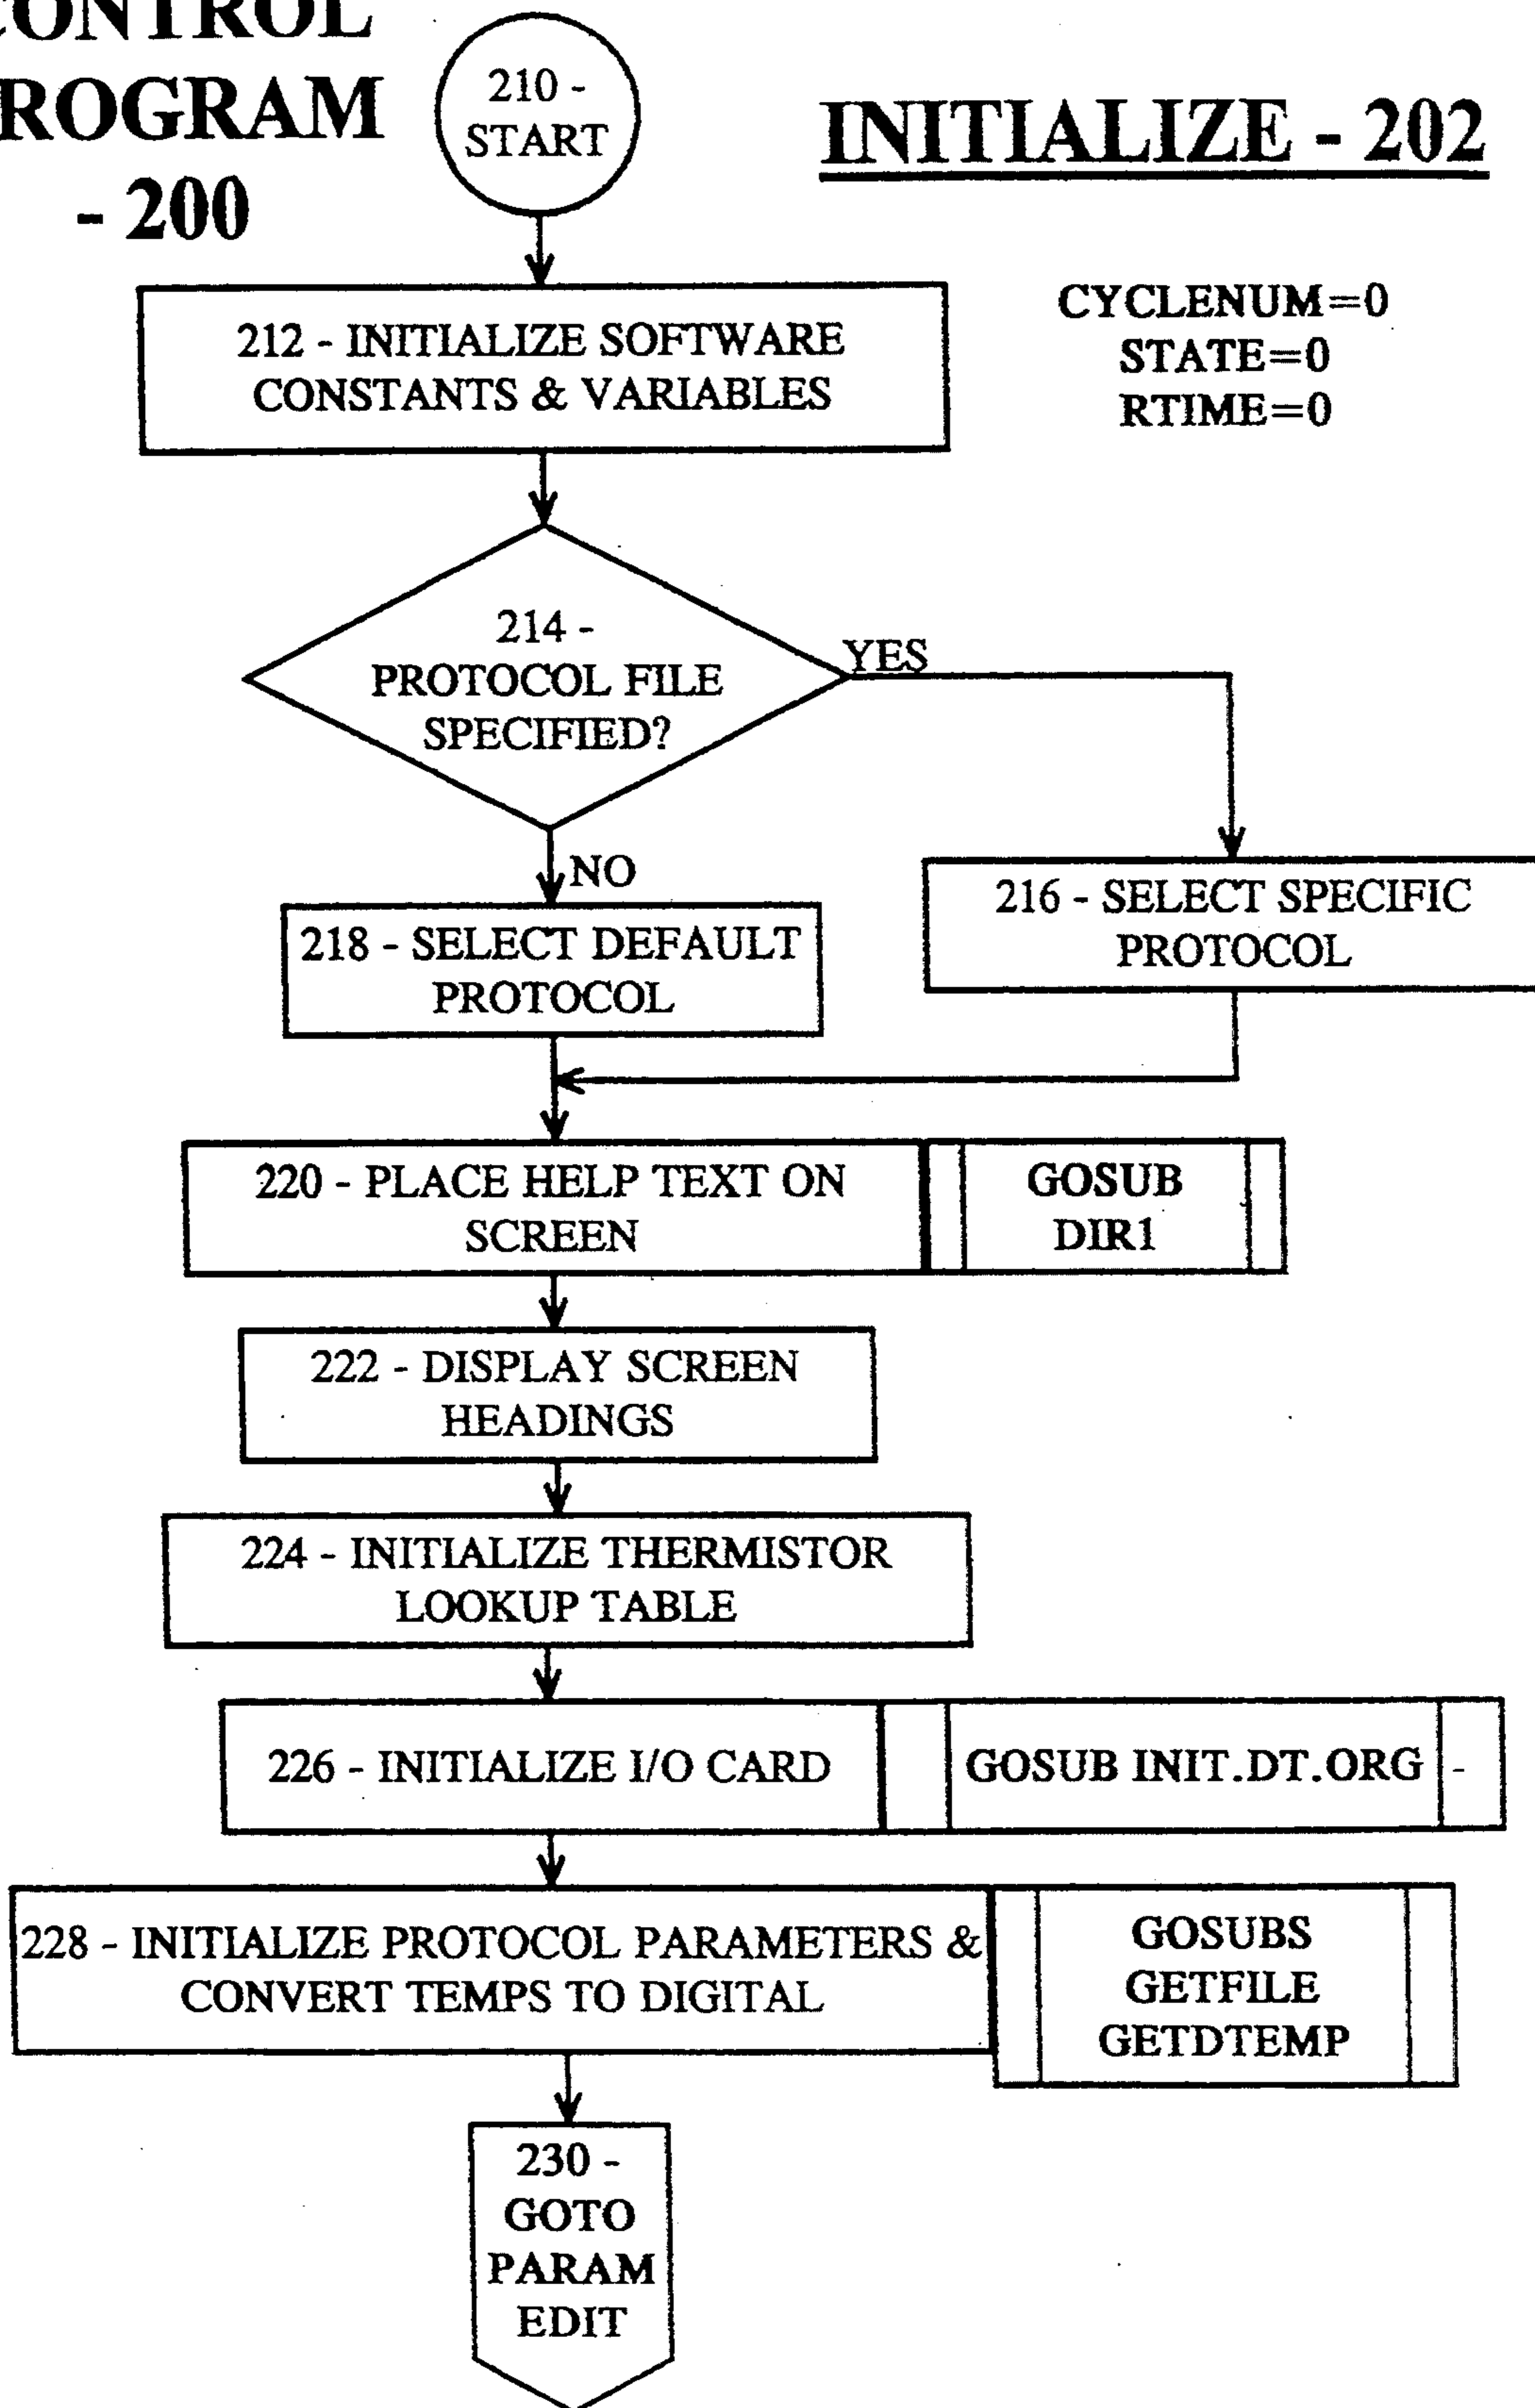 CONTROL
PROGRAM
- 200
210 -
START
INITIALIZE - 202
212 - INITIALIZE SOFTWARE
CONSTANTS & VARIABLES
CYCLENUM=0
STATE=0
RTIME=0
214 -
PROTOCOL FILE
SPECIFIED?
YES
NO
216 - SELECT SPECIFIC
PROTOCOL
218 - SELECT DEFAULT
PROTOCOL
220 - PLACE HELP TEXT ON
SCREEN
GOSUB
DIR1
222 - DISPLAY SCREEN
HEADINGS
224 - INITIALIZE THERMISTOR
LOOKUP TABLE
226 - INITIALIZE I/O CARD
GOSUB INIT.DT.ORG -
228 - INITIALIZE PROTOCOL PARAMETERS &
CONVERT TEMPS TO DIGITAL
GOSUBS
GETFILE
GETDTEMP
230 -
GOTO
PARAM
EDIT